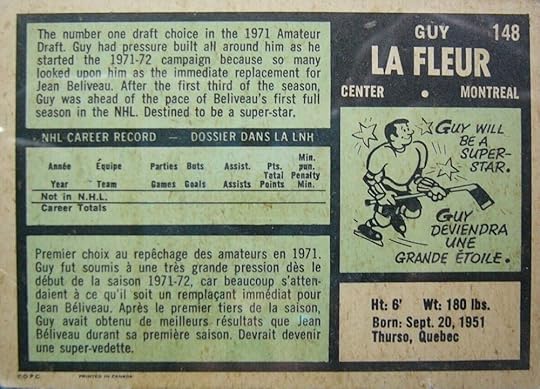 The number one draft choice in the 1971 Amateur
Draft. Guy had pressure built all around him as he
started the 1971-72 campaign because so many
looked upon him as the immediate replacement for
Jean Beliveau. After the first third of the season,
Guy was ahead of the pace of Beliveau's first full
season in the NHL. Destined to be a super-star.
GUY 148
LA FLEUR
CENTER • MONTREAL
NHL CAREER RECORD — DOSSIER DANS LA LNH
Année Équipe Parties Buts Assist. Pts. Min. pun.
Year Team Games Goals Assists Total Points Penalty Min.
Not in N.H.L.
Career Totals
GUY WILL
BE A
SUPER-
STAR.
GUY
DEVIENDRA
UNE
GRANDE ÉTOILE.
Premier choix au repêchage des amateurs en 1971.
Guy fut soumis à une très grande pression dès le
début de la saison 1971-72, car beaucoup s'atten-
daient à ce qu'il soit un remplaçant immédiat pour
Jean Béliveau. Après le premier tiers de la saison,
Guy avait obtenu de meilleurs résultats que Jean
Béliveau durant sa première saison. Devrait devenir
une super-vedette.
Ht: 6' Wt: 180 lbs.
Born: Sept. 20, 1951
Thurso, Quebec
©O.P.C. PRINTED IN CANADA